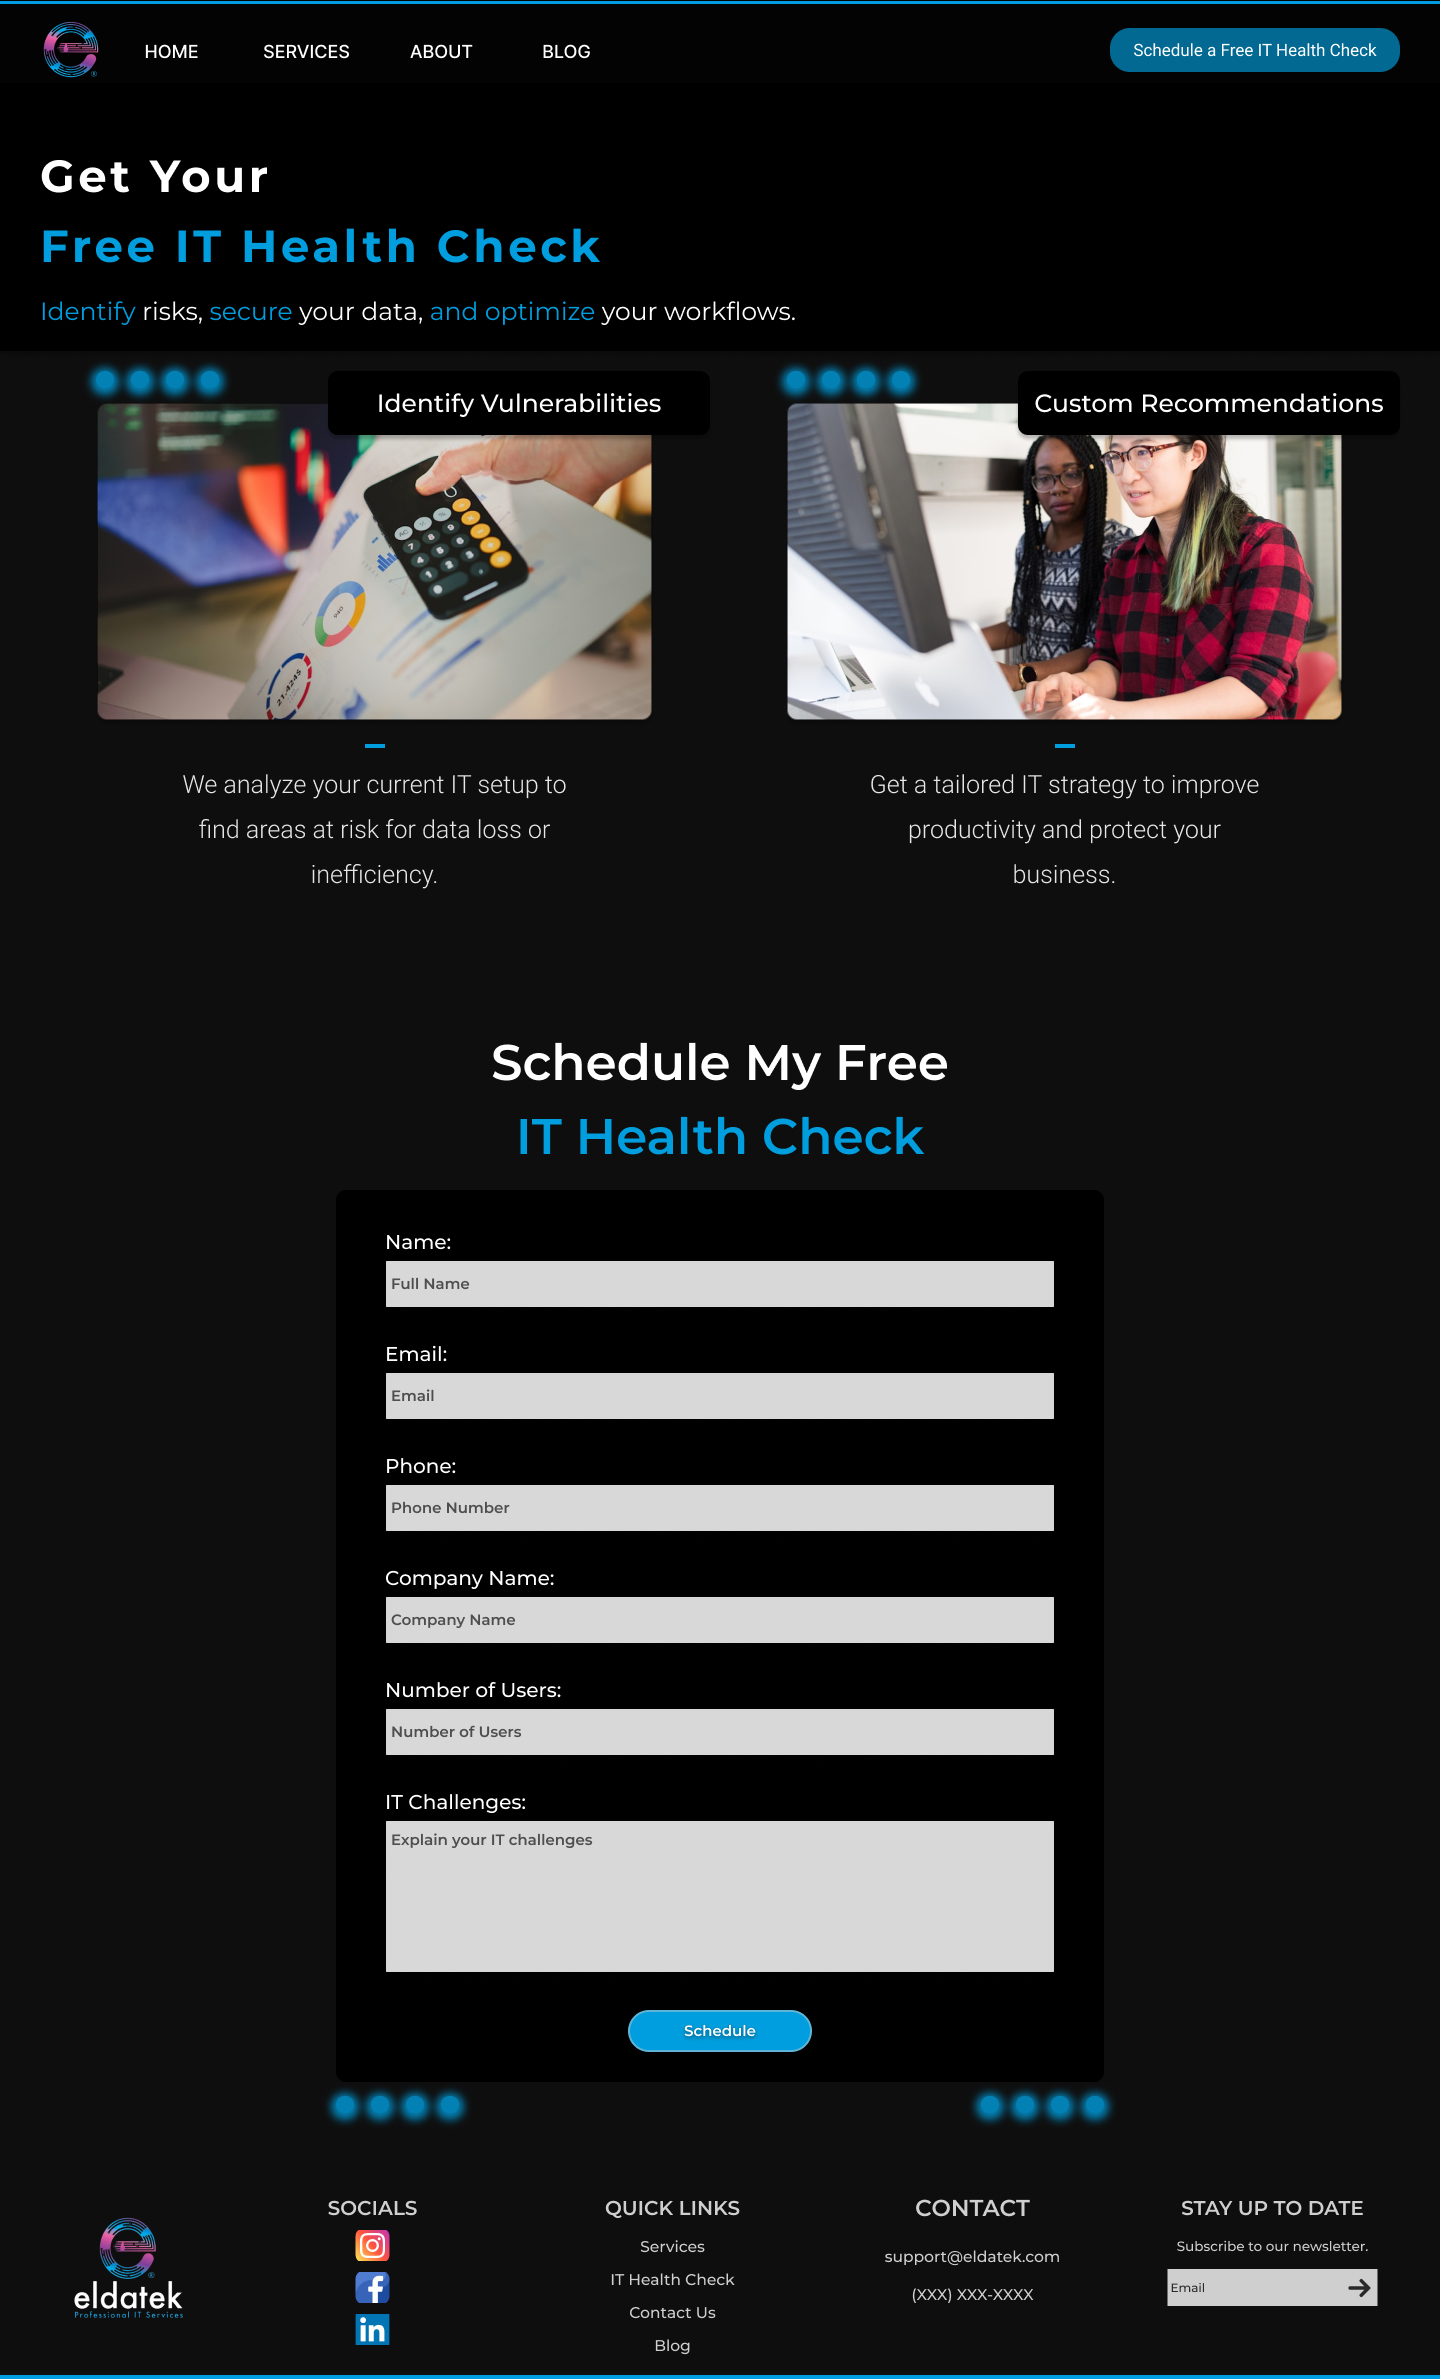 HOME
SERVICES
ABOUT
BLOG
Schedule a Free IT Health Check
Get Your
Free IT Health Check
Identify risks, secure your data, and optimize your workflows.
Identify Vulnerabilities
We analyze your current IT setup to
find areas at risk for data loss or
inefficiency.
Custom Recommendations
Get a tailored IT strategy to improve
productivity and protect your
business.
Schedule My Free
IT Health Check
Name:
Full Name
Email:
Email
Phone:
Phone Number
Company Name:
Company Name
Number of Users:
Number of Users
IT Challenges:
Explain your IT challenges
Schedule
eldatek
Professional IT Services
SOCIALS
QUICK LINKS
Services
IT Health Check
Contact Us
Blog
CONTACT
support@eldatek.com
(XXX) XXX-XXXX
STAY UP TO DATE
Subscribe to our newsletter.
Email